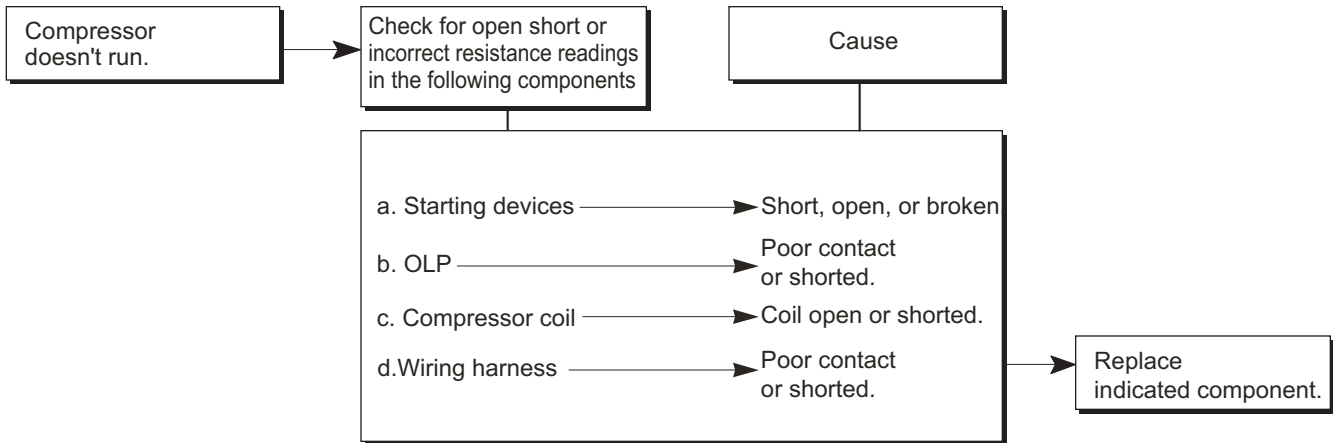 Compressor
doesn't run.
Check for open short or
incorrect resistance readings
in the following components
Cause
a. Starting devices
Short, open, or broken.
b. OLP
Poor contact
or shorted.
c. Compressor coil
Coil open or shorted.
d.Wiring harness
Poor contact
or shorted.
Replace
indicated component.